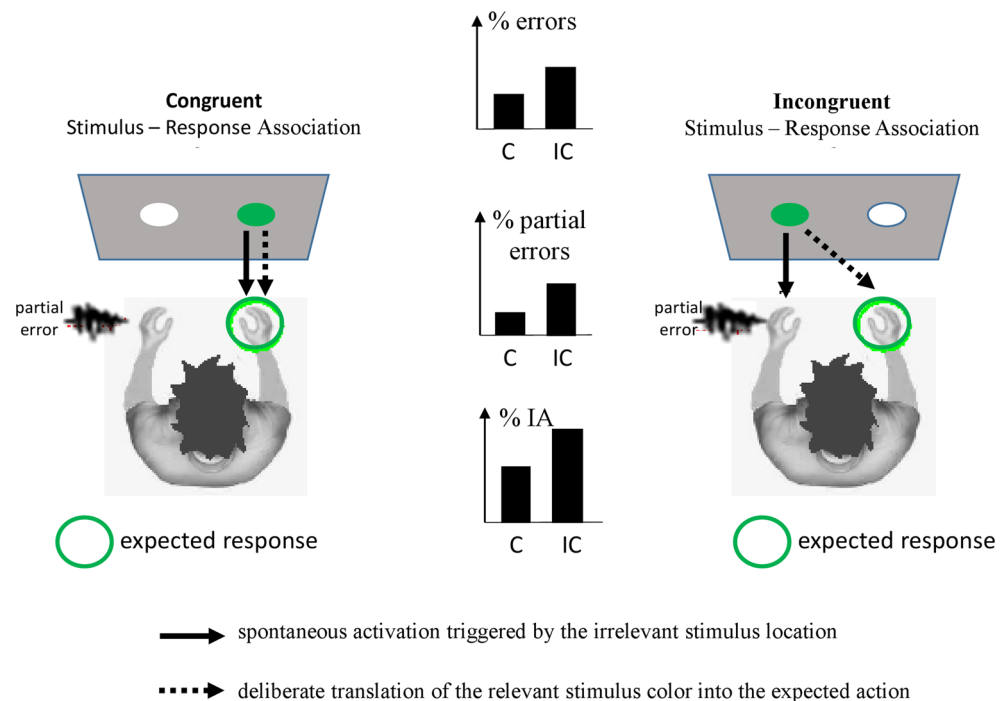 % errors
C IC
Congruent
Stimulus – Response Association
Incongruent
Stimulus – Response Association
% partial
errors
C IC
partial
error
partial
error
% IA
C IC
expected response
expected response
spontaneous activation triggered by the irrelevant stimulus location
deliberate translation of the relevant stimulus color into the expected action